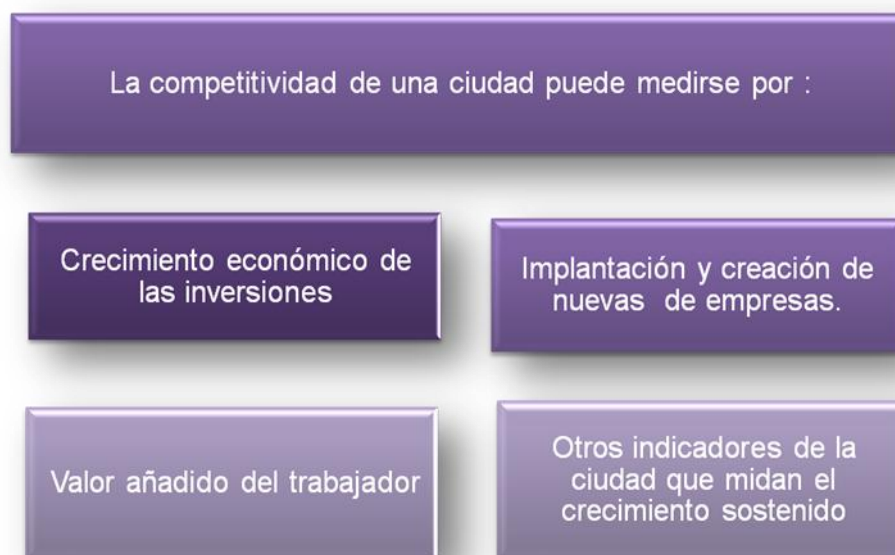 La competitividad de una ciudad puede medirse por :
Crecimiento económico de
las inversiones
Implantación y creación de
nuevas de empresas.
Valor añadido del trabajador
Otros indicadores de la
ciudad que midan el
crecimiento sostenido